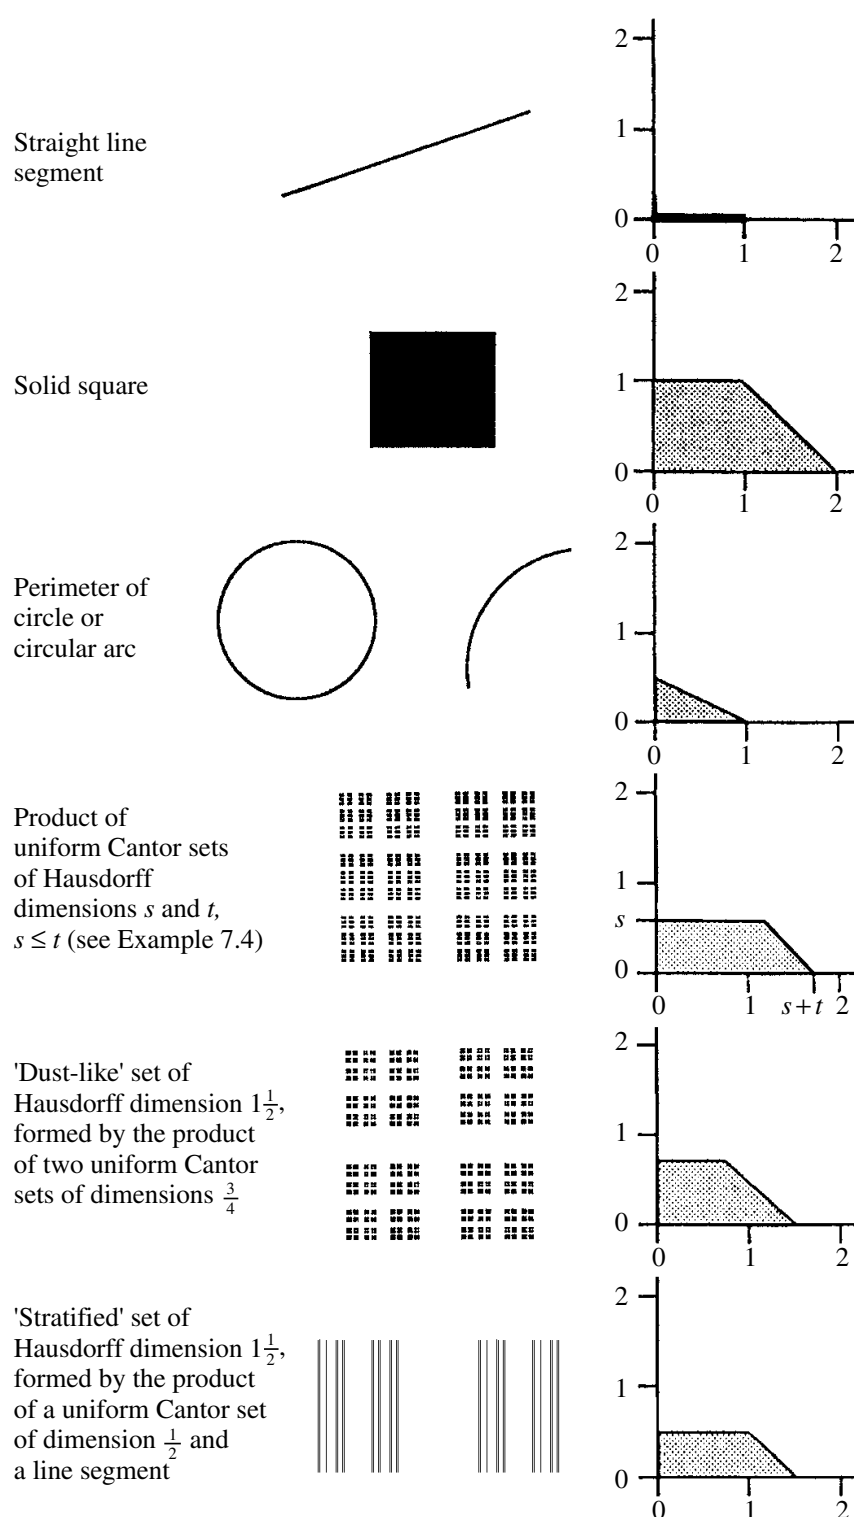 2
1
0
0 1 2
Straight line
segment
2
1
0
0 1 2
Solid square
2
1
0
0 1 2
Perimeter of
circle or
circular arc
2
1
s
0
0 1 s+t 2
Product of
uniform Cantor sets
of Hausdorff
dimensions s and t,
s ≤ t (see Example 7.4)
2
1
0
0 1 2
'Dust-like' set of
Hausdorff dimension 1 1/2,
formed by the product
of two uniform Cantor
sets of dimensions 3/4
2
1
0
0 1 2
'Stratified' set of
Hausdorff dimension 1 1/2,
formed by the product
of a uniform Cantor set
of dimension 1/2 and
a line segment